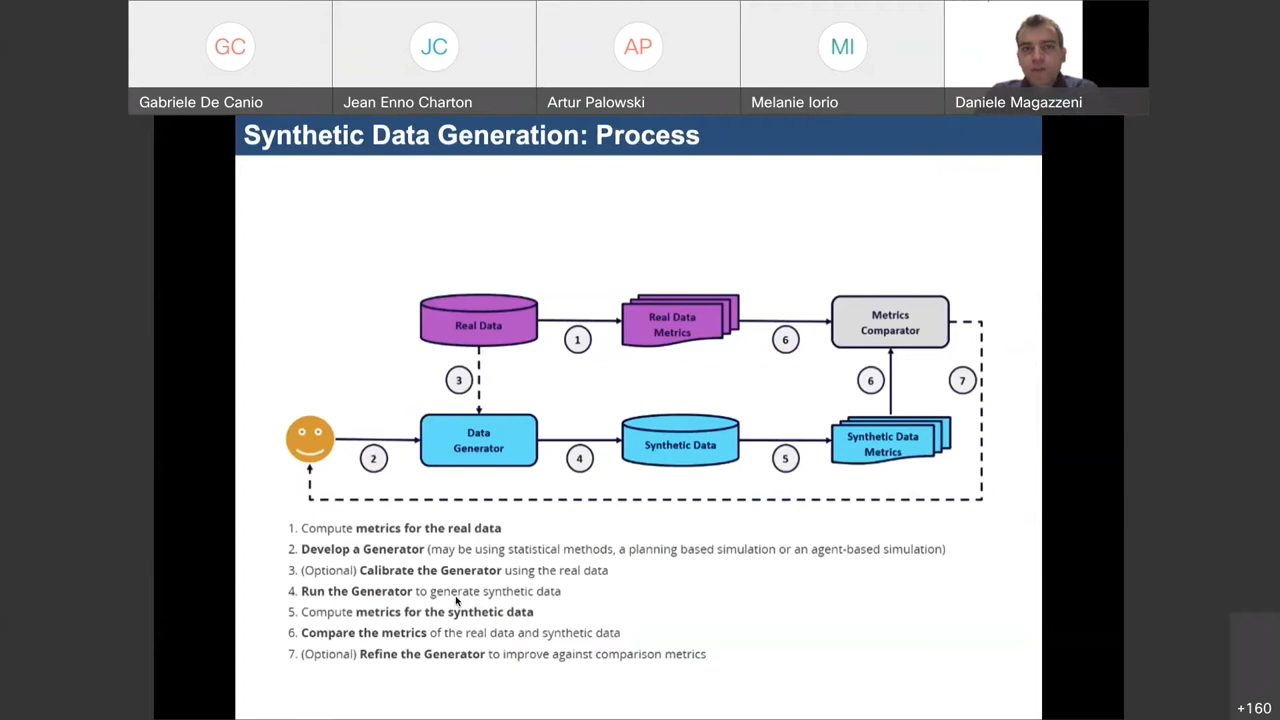 GC
JC
AP
MI
Gabriele De Canio
Jean Enno Charton
Artur Palowski
Melanie Iorio
Daniele Magazzeni
Synthetic Data Generation: Process
Real Data
1
Real Data
Metrics
6
Metrics
Comparator
3
6
7
2
Data
Generator
4
Synthetic Data
5
Synthetic Data
Metrics
1. Compute metrics for the real data
2. Develop a Generator (may be using statistical methods, a planning based simulation or an agent-based simulation)
3. (Optional) Calibrate the Generator using the real data
4. Run the Generator to generate synthetic data
5. Compute metrics for the synthetic data
6. Compare the metrics of the real data and synthetic data
7. (Optional) Refine the Generator to improve against comparison metrics
+160